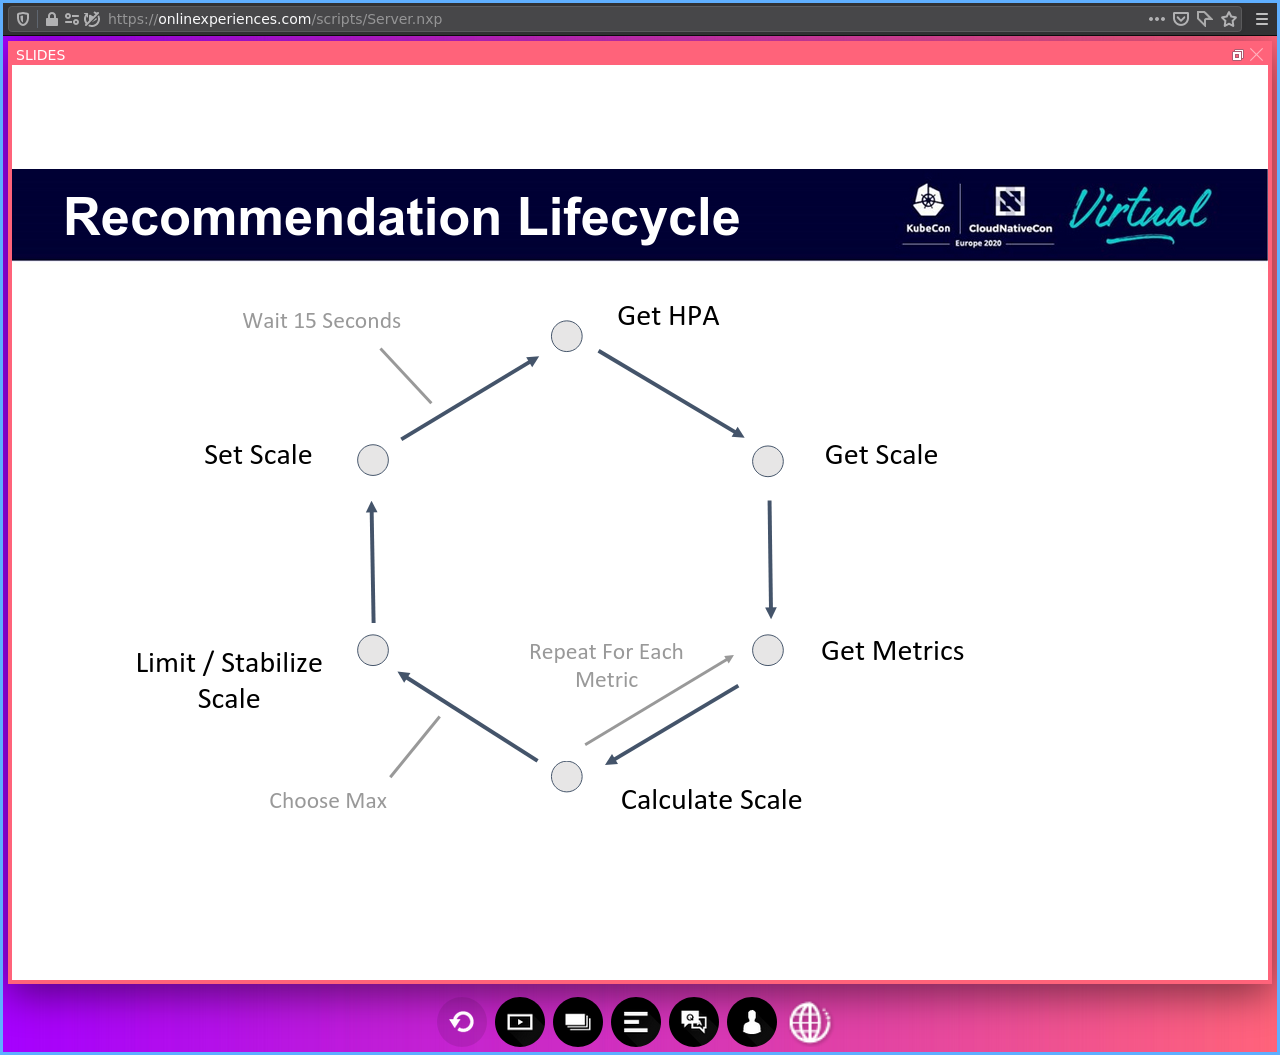 https://onlinexperiences.com/scripts/Server.nxp
SLIDES
Recommendation Lifecycle
KubeCon
CloudNativeCon
Europe 2020
Virtual
Wait 15 Seconds
Get HPA
Set Scale
Get Scale
Limit / Stabilize
Scale
Repeat For Each
Metric
Get Metrics
Choose Max
Calculate Scale